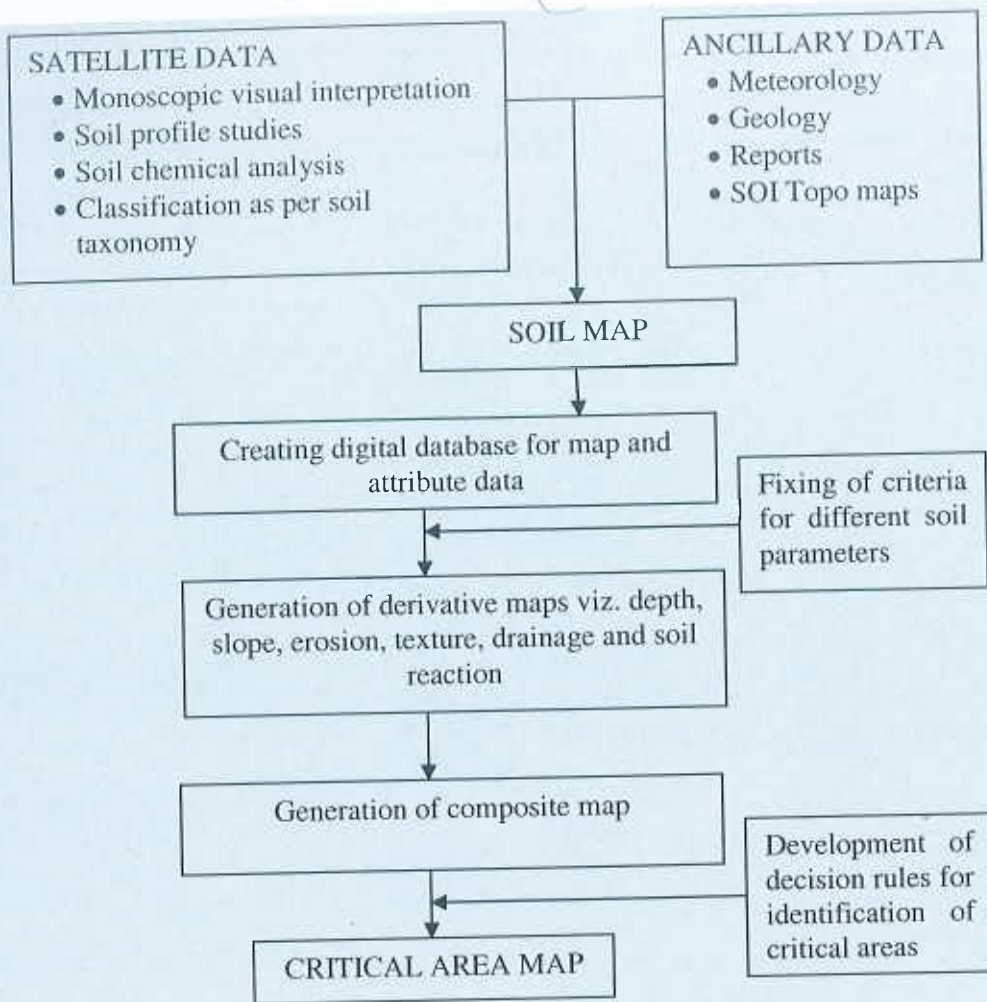 SATELLITE DATA
• Monoscopic visual interpretation
• Soil profile studies
• Soil chemical analysis
• Classification as per soil
taxonomy
ANCILLARY DATA
• Meteorology
• Geology
• Reports
• SOI Topo maps
SOIL MAP
Creating digital database for map and
attribute data
Fixing of criteria
for different soil
parameters
Generation of derivative maps viz. depth,
slope, erosion, texture, drainage and soil
reaction
Generation of composite map
Development of
decision rules for
identification of
critical areas
CRITICAL AREA MAP